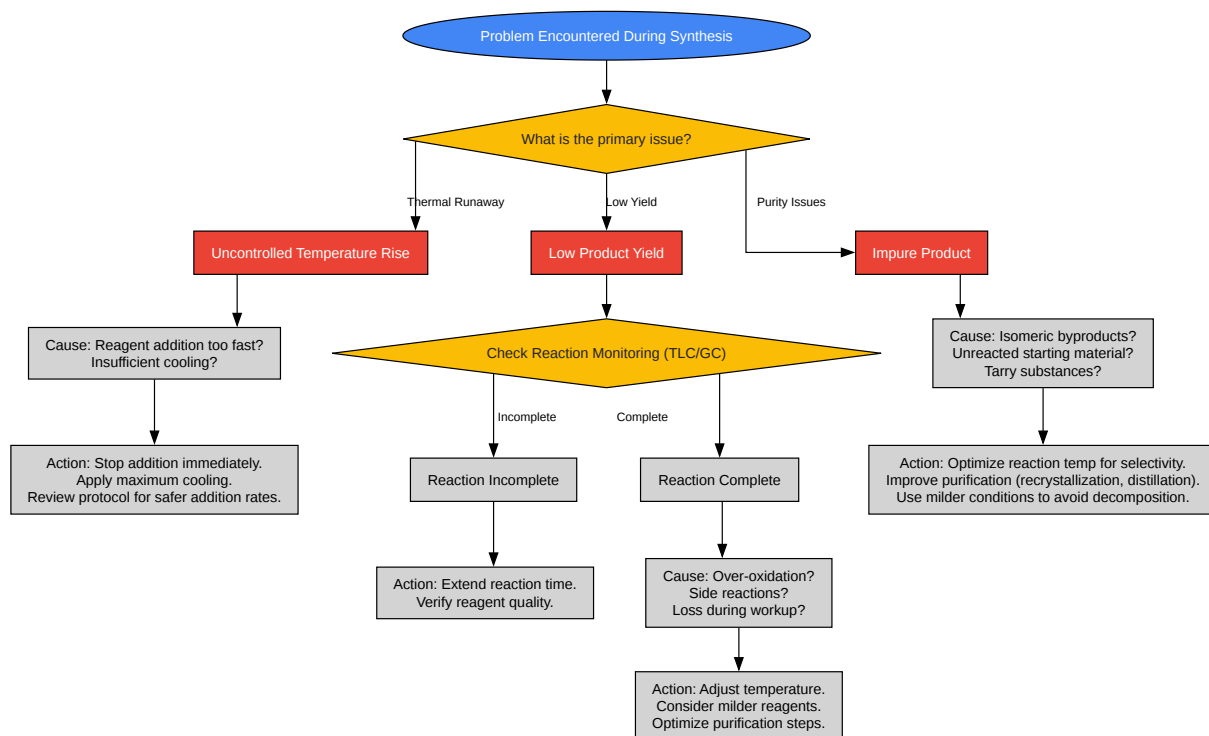 Problem Encountered During Synthesis
What is the primary issue?
Thermal Runaway
Low Yield
Purity Issues
Uncontrolled Temperature Rise
Low Product Yield
Impure Product
Cause: Reagent addition too fast?
Insufficient cooling?
Check Reaction Monitoring (TLC/GC)
Cause: Isomeric byproducts?
Unreacted starting material?
Tarry substances?
Incomplete
Complete
Action: Stop addition immediately.
Apply maximum cooling.
Review protocol for safer addition rates.
Reaction Incomplete
Reaction Complete
Action: Optimize reaction temp for selectivity.
Improve purification (recrystallization, distillation).
Use milder conditions to avoid decomposition.
Action: Extend reaction time.
Verify reagent quality.
Cause: Over-oxidation?
Side reactions?
Loss during workup?
Action: Adjust temperature.
Consider milder reagents.
Optimize purification steps.